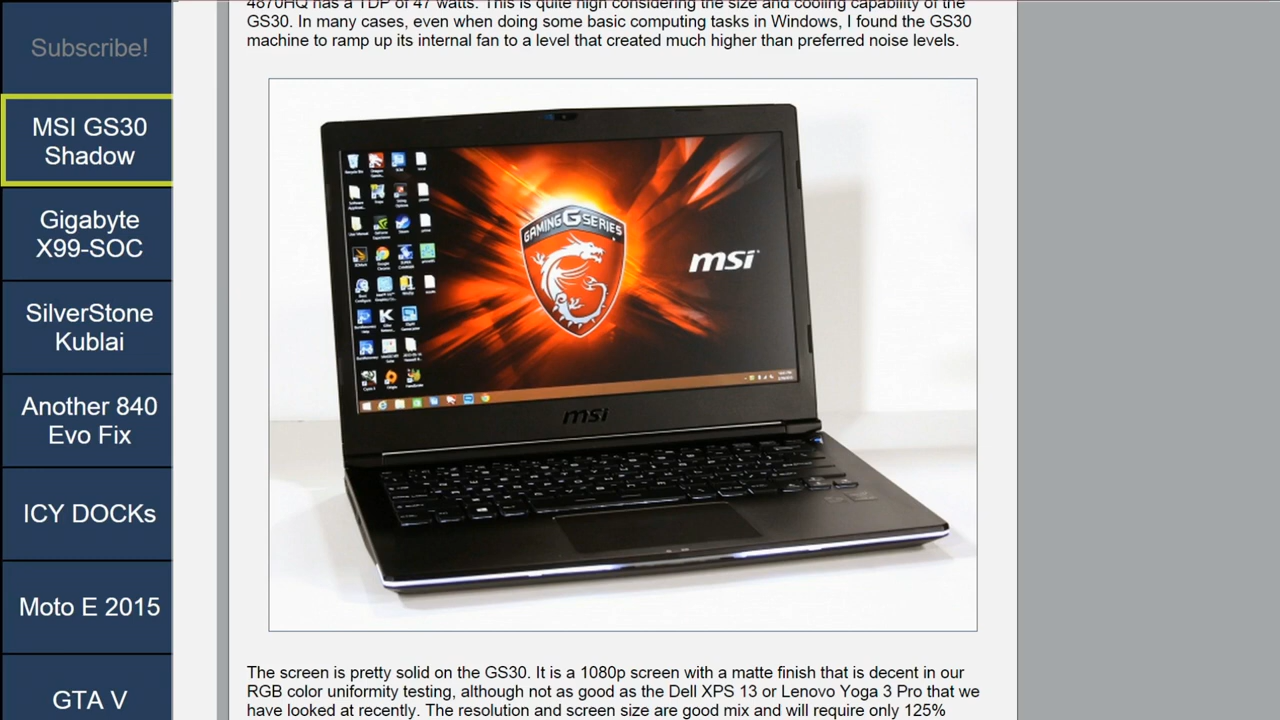 Subscribe!
MSI GS30
Shadow
Gigabyte
X99-SOC
SilverStone
Kublai
Another 840
Evo Fix
ICY DOCKs
Moto E 2015
GTA V
4870HQ has a TDP of 47 watts. This is quite high considering the size and cooling capability of the
GS30. In many cases, even when doing some basic computing tasks in Windows, I found the GS30
machine to ramp up its internal fan to a level that created much higher than preferred noise levels.
GAMING G SERIES
msi
msi
The screen is pretty solid on the GS30. It is a 1080p screen with a matte finish that is decent in our
RGB color uniformity testing, although not as good as the Dell XPS 13 or Lenovo Yoga 3 Pro that we
have looked at recently. The resolution and screen size are good mix and will require only 125%